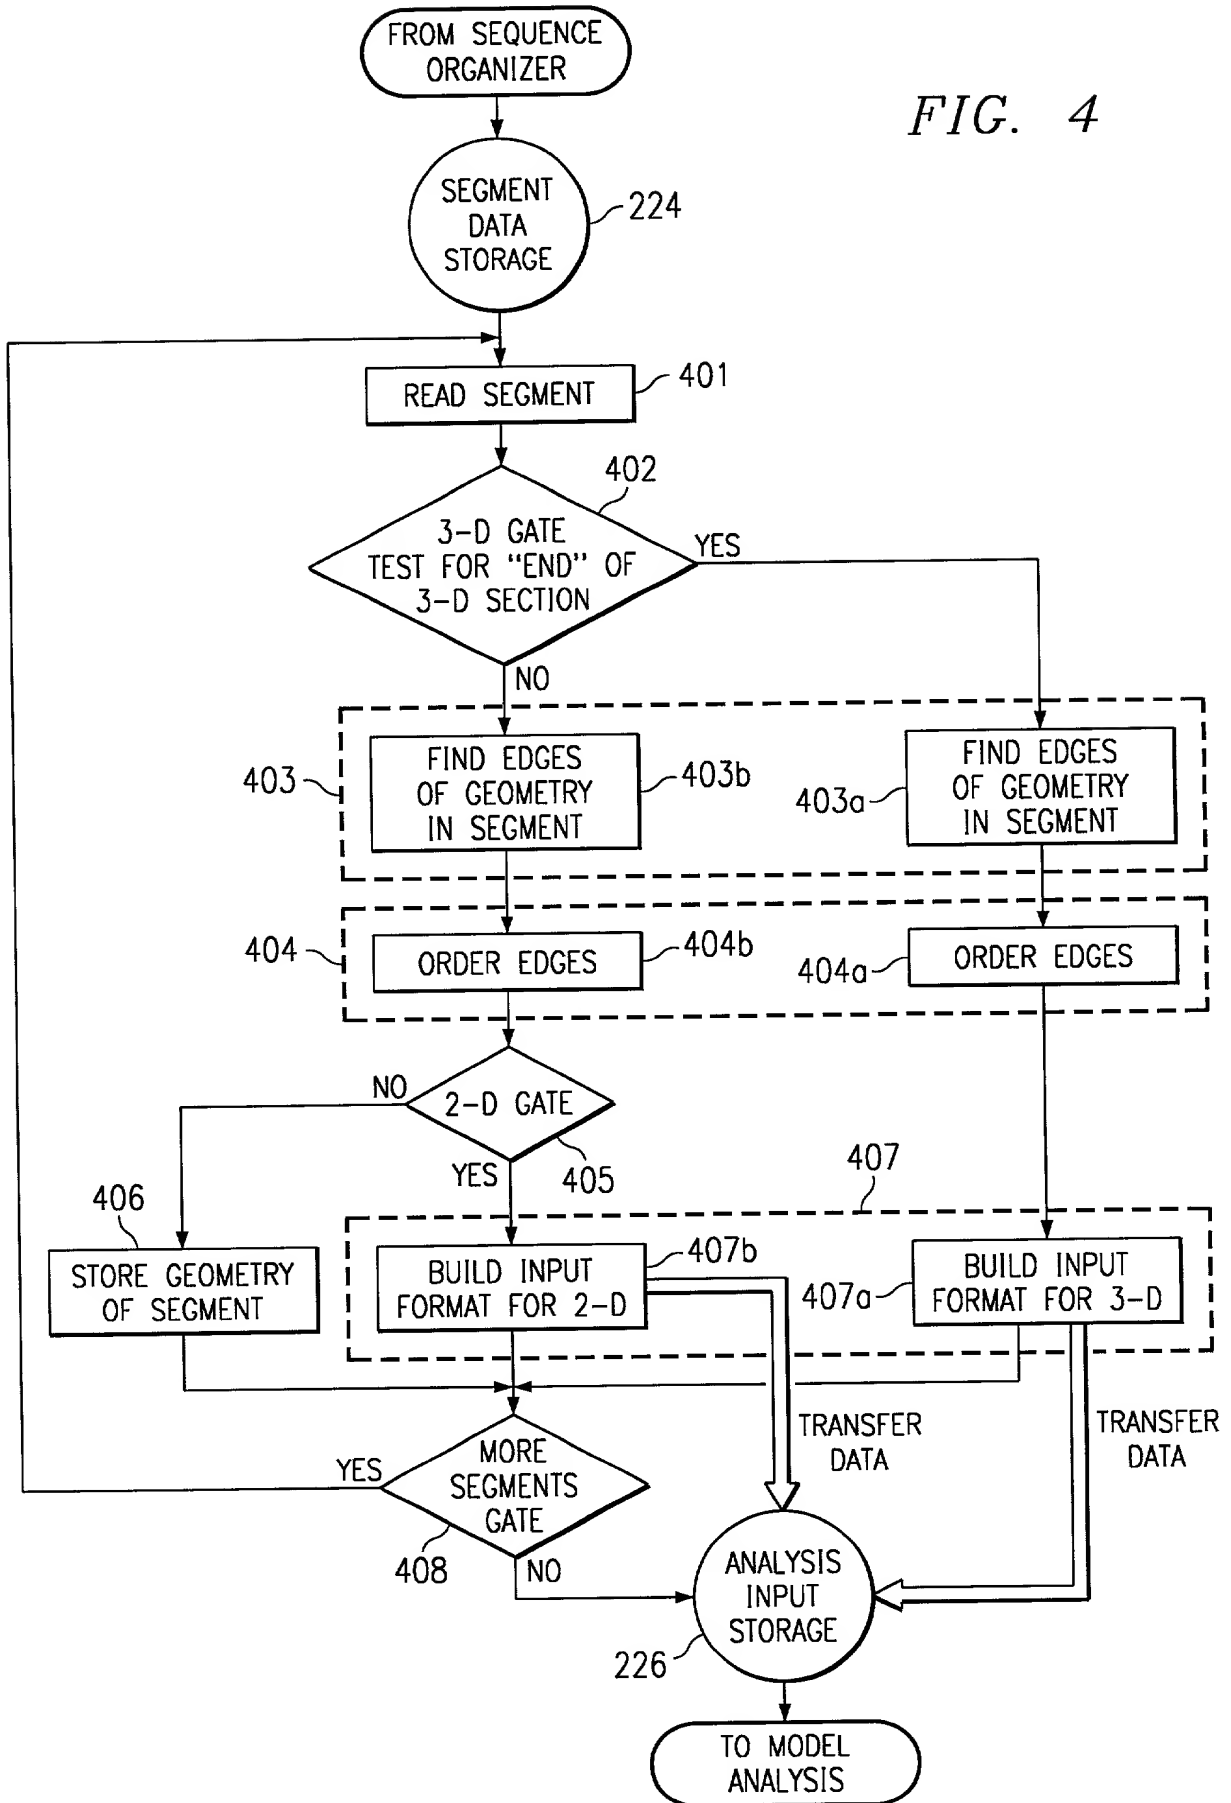 FROM SEQUENCE
ORGANIZER
FIG. 4
SEGMENT
DATA
STORAGE
224
READ SEGMENT
401
402
3-D GATE
TEST FOR "END" OF
3-D SECTION
YES
NO
403
FIND EDGES
OF GEOMETRY
IN SEGMENT
403b
403a
FIND EDGES
OF GEOMETRY
IN SEGMENT
404
ORDER EDGES
404b
404a
ORDER EDGES
NO
2-D GATE
YES
405
407
406
STORE GEOMETRY
OF SEGMENT
BUILD INPUT
FORMAT FOR 2-D
407b
407a
BUILD INPUT
FORMAT FOR 3-D
TRANSFER
DATA
TRANSFER
DATA
YES
MORE
SEGMENTS
GATE
408
NO
ANALYSIS
INPUT
STORAGE
226
TO MODEL
ANALYSIS